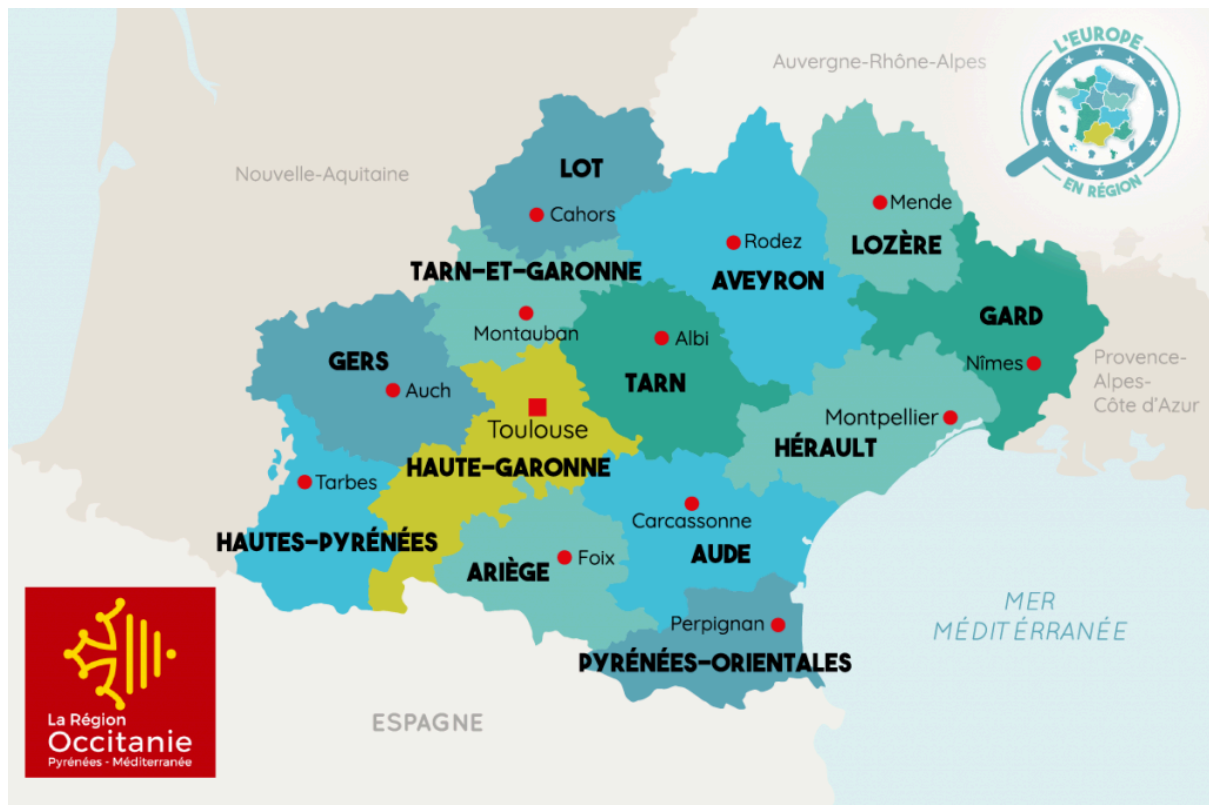 L'EUROPE
EN RÉGION
Auvergne-Rhône-Alpes
Nouvelle-Aquitaine
LOT
Cahors
Mende
LOZÈRE
Rodez
AVEYRON
TARN-ET-GARONNE
Montauban
GARD
Nîmes
Albi
TARN
GERS
Auch
Provence-
Alpes-
Côte d'Azur
Toulouse
HAUTE-GARONNE
Montpellier
HÉRAULT
Tarbes
HAUTES-PYRÉNÉES
Carcassonne
AUDE
ARIÈGE
Foix
Perpignan
PYRÉNÉES-ORIENTALES
MER
MÉDITÉRRANÉE
ESPAGNE
La Région
Occitanie
Pyrénées - Méditerranée